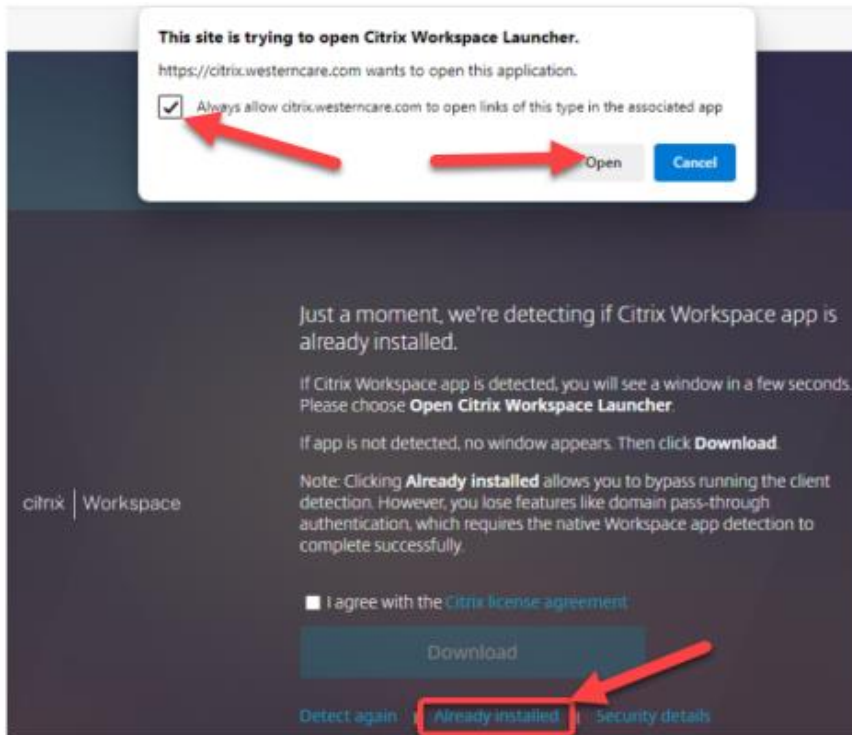 This site is trying to open Citrix Workspace Launcher.
https://citrix.westerncare.com wants to open this application.
Always allow citrix.westerncare.com to open links of this type in the associated app
Open Cancel
Just a moment, we're detecting if Citrix Workspace app is
already installed.
If Citrix Workspace app is detected, you will see a window in a few seconds.
Please choose Open Citrix Workspace Launcher.
If app is not detected, no window appears. Then click Download.
Note: Clicking Already installed allows you to bypass running the client
detection. However, you lose features like domain pass-through
authentication, which requires the native Workspace app detection to
complete successfully.
citrix | Workspace
I agree with the Citrix license agreement
Download
Detect again | Already installed | Security details